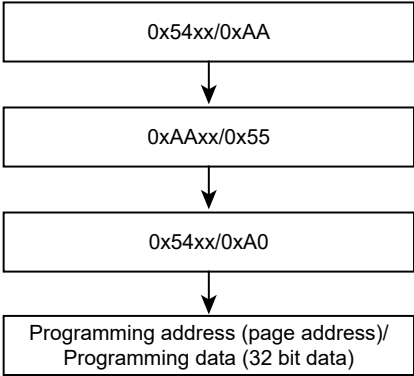 0x54xx/0xAA
0xAAxx/0x55
0x54xx/0xA0
Programming address (page address)/
Programming data (32 bit data)